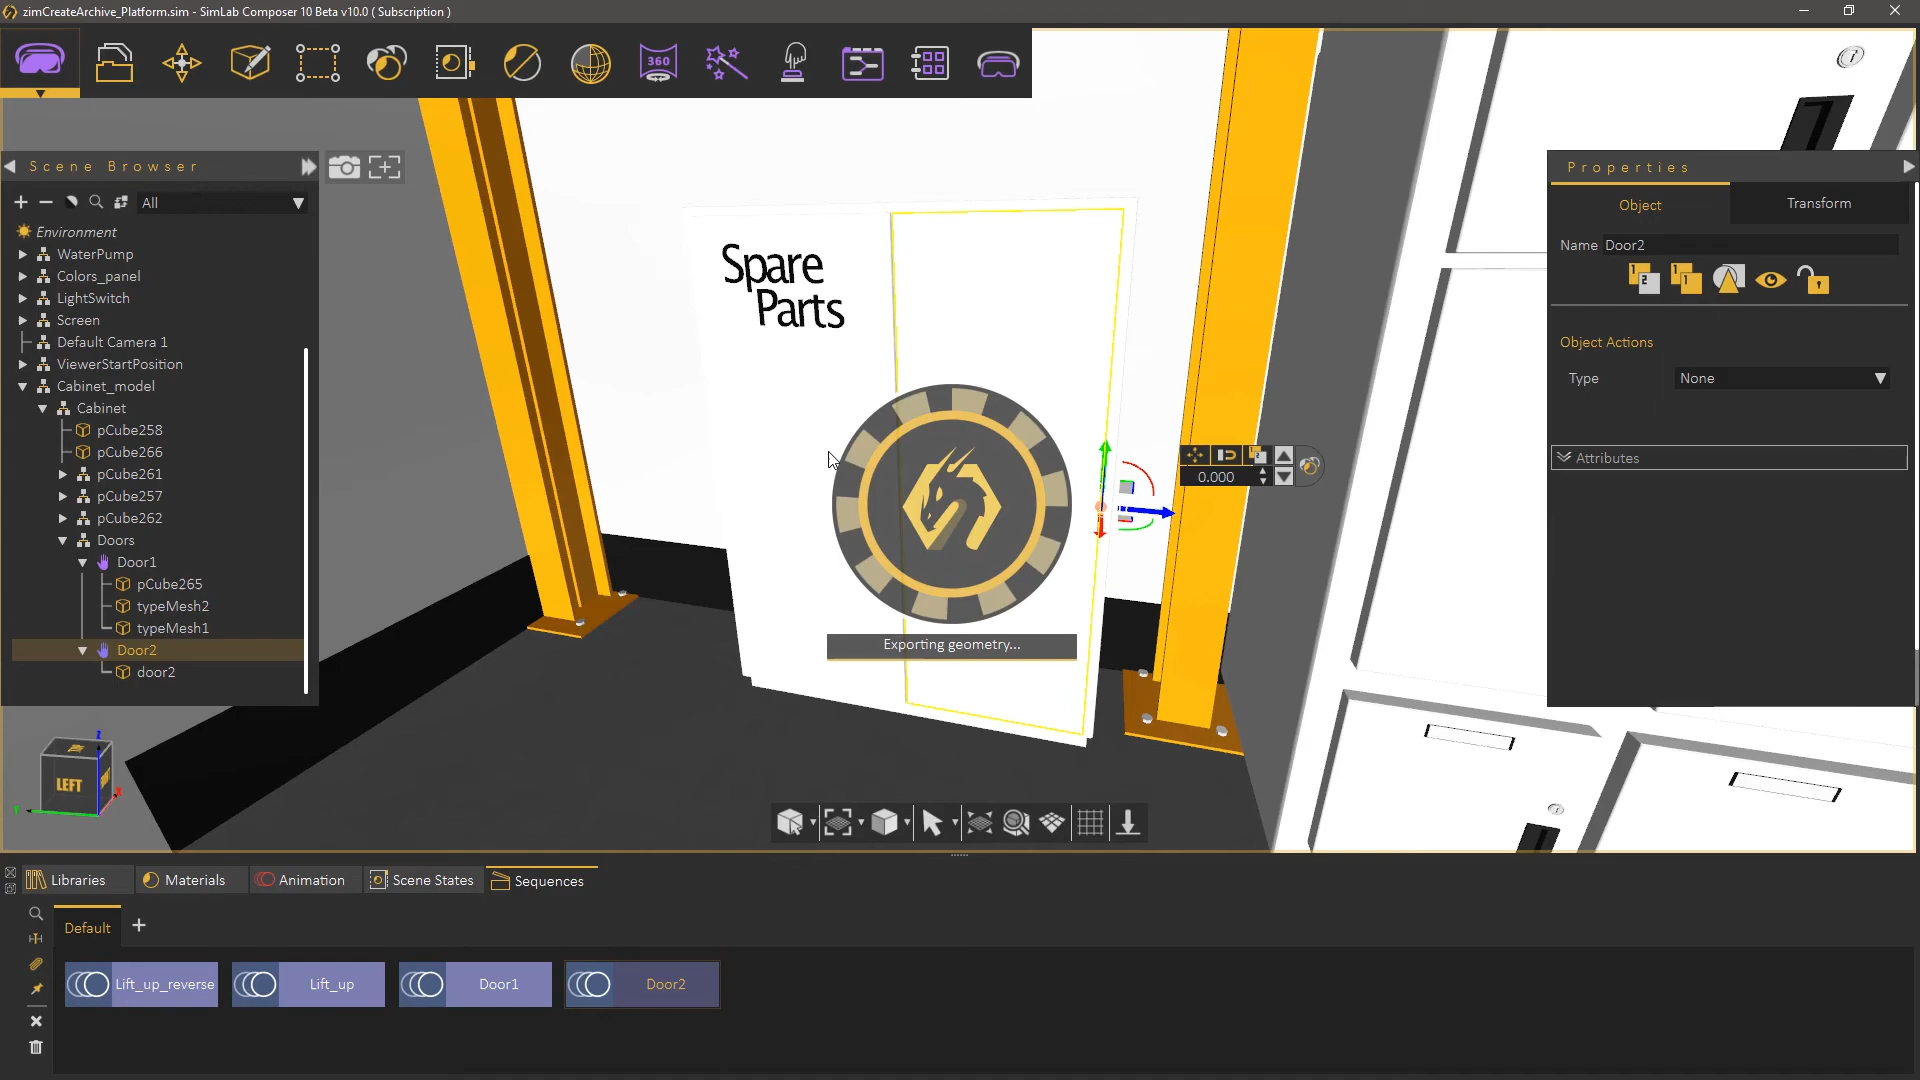 zimCreateArchive_Platform.sim - SimLab Composer 10 Beta v10.0 ( Subscription )
360
Scene Browser
All
Environment
WaterPump
Colors_panel
LightSwitch
Screen
Default Camera 1
ViewerStartPosition
Cabinet_model
Cabinet
pCube258
pCube266
pCube261
pCube257
pCube262
Doors
Door1
pCube265
typeMesh2
typeMesh1
Door2
door2
Spare
Parts
Exporting geometry...
0.000
LEFT
Properties
Object
Transform
Name Door2
Object Actions
Type None
Attributes
Libraries
Materials
Animation
Scene States
Sequences
Default
Lift_up_reverse
Lift_up
Door1
Door2